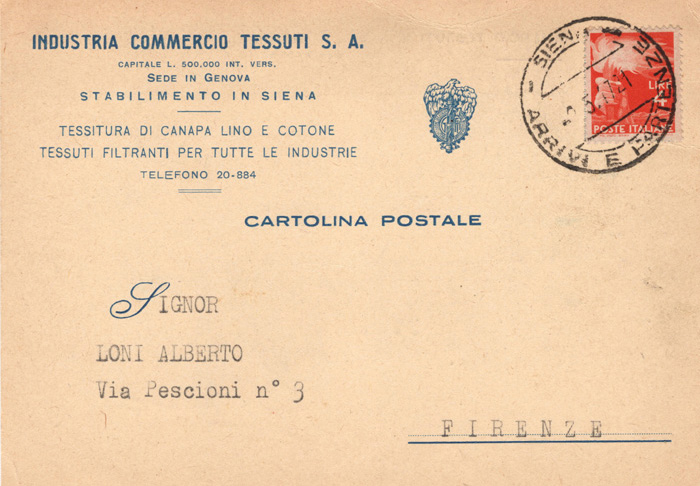 INDUSTRIA COMMERCIO TESSUTI S. A.
CAPITALE L. 500.000 INT. VERS.
SEDE IN GENOVA
STABILIMENTO IN SIENA
TESSITURA DI CANAPA LINO E COTONE
TESSUTI FILTRANTI PER TUTTE LE INDUSTRIE
TELEFONO 20-884
SIENA
ARRIVI E PARTENZE
LIRE
4
POSTE ITALIANE
CARTOLINA POSTALE
SIGNOR
LONI ALBERTO
Via Pescioni n° 3
FIRENZE